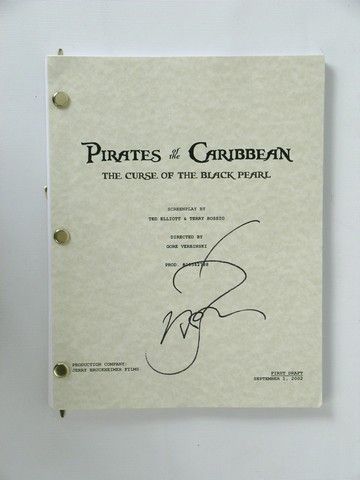 PIRATES of the CARIBBEAN
THE CURSE OF THE BLACK PEARL
SCREENPLAY BY
TED ELLIOTT & TERRY ROSSIO
DIRECTED BY
GORE VERBINSKI
PROD.
PRODUCTION COMPANY:
JERRY BRUCKHEIMER FILMS
FIRST DRAFT
SEPTEMBER 1, 2002